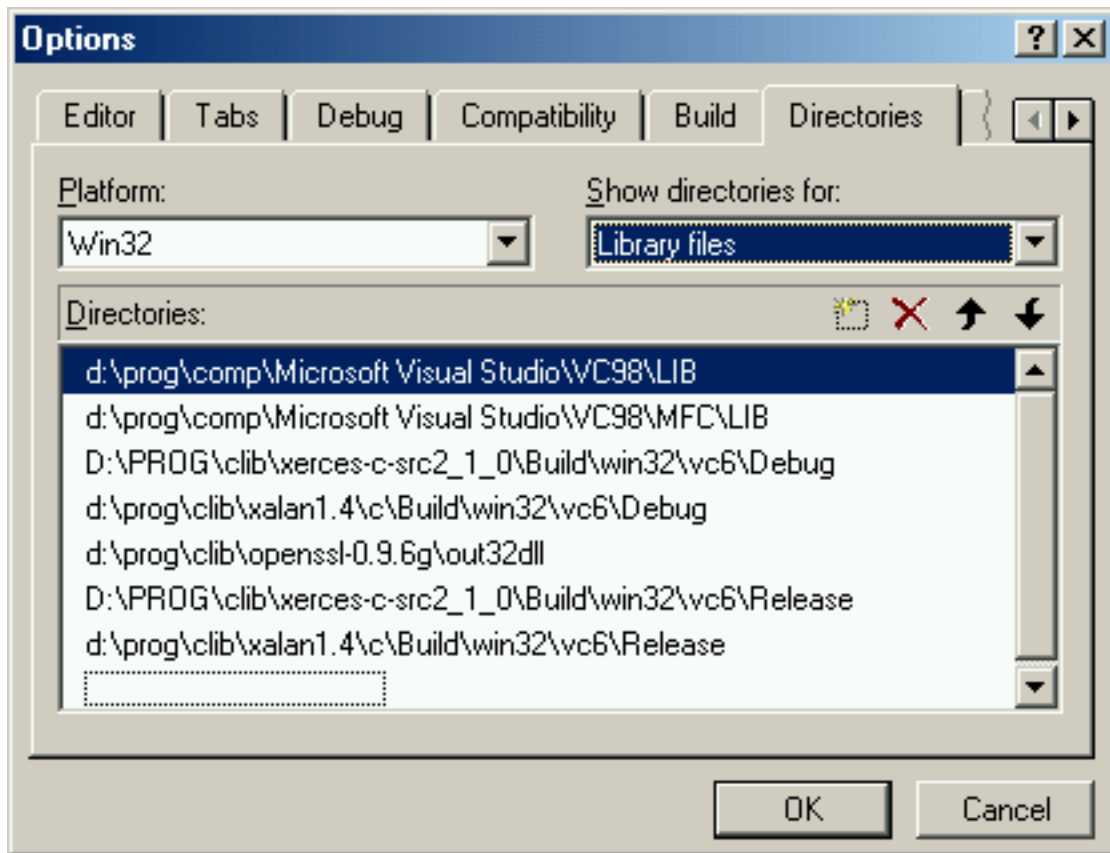 Options
Editor Tabs Debug Compatibility Build Directories
Platform: Show directories for:
Win32 Library files
Directories:
d:\prog\comp\Microsoft Visual Studio\VC98\LIB
d:\prog\comp\Microsoft Visual Studio\VC98\MFC\LIB
D:\PROG\clib\xerces-c-src2_1_0\Build\win32\vc6\Debug
d:\prog\clib\xalan1.4\c\Build\win32\vc6\Debug
d:\prog\clib\openssl-0.9.6g\out32dll
D:\PROG\clib\xerces-c-src2_1_0\Build\win32\vc6\Release
d:\prog\clib\xalan1.4\c\Build\win32\vc6\Release
OK Cancel